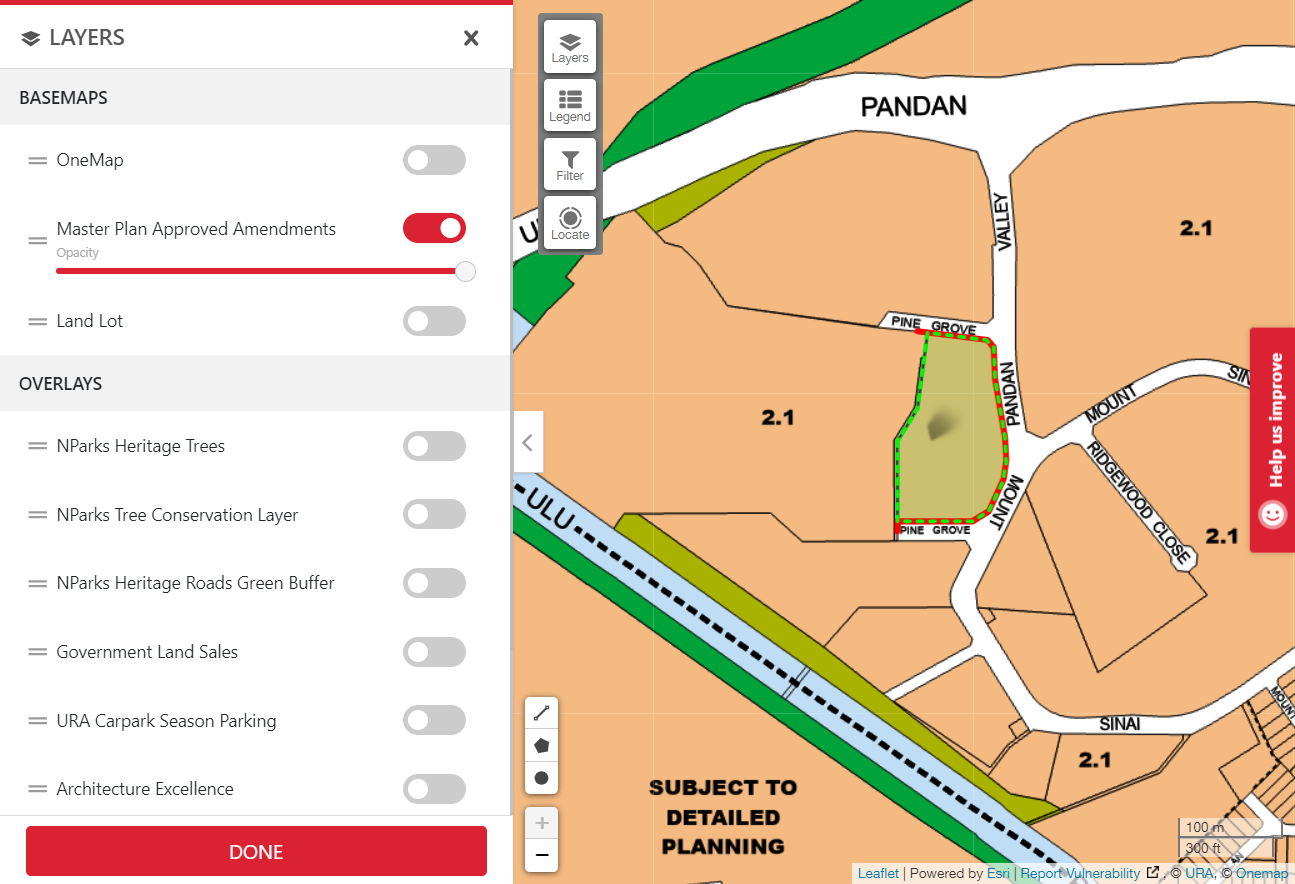 LAYERS
BASEMAPS
OneMap
Master Plan Approved Amendments
Opacity
Land Lot
OVERLAYS
NParks Heritage Trees
NParks Tree Conservation Layer
NParks Heritage Roads Green Buffer
Government Land Sales
URA Carpark Season Parking
Architecture Excellence
DONE
Layers
Legend
Filter
Locate
PANDAN
VALLEY
2.1
PINE GROVE
PANDAN
2.1
MOUNT
SIN
RIDGEWOOD CLOSE
ULU
MOUNT
PINE GROVE
2.1
SINAI
2.1
MOUNT
SUBJECT TO
DETAILED
PLANNING
Help us improve
100 m
300 ft
Leaflet | Powered by Esri | Report Vulnerability , © URA, © Onemap